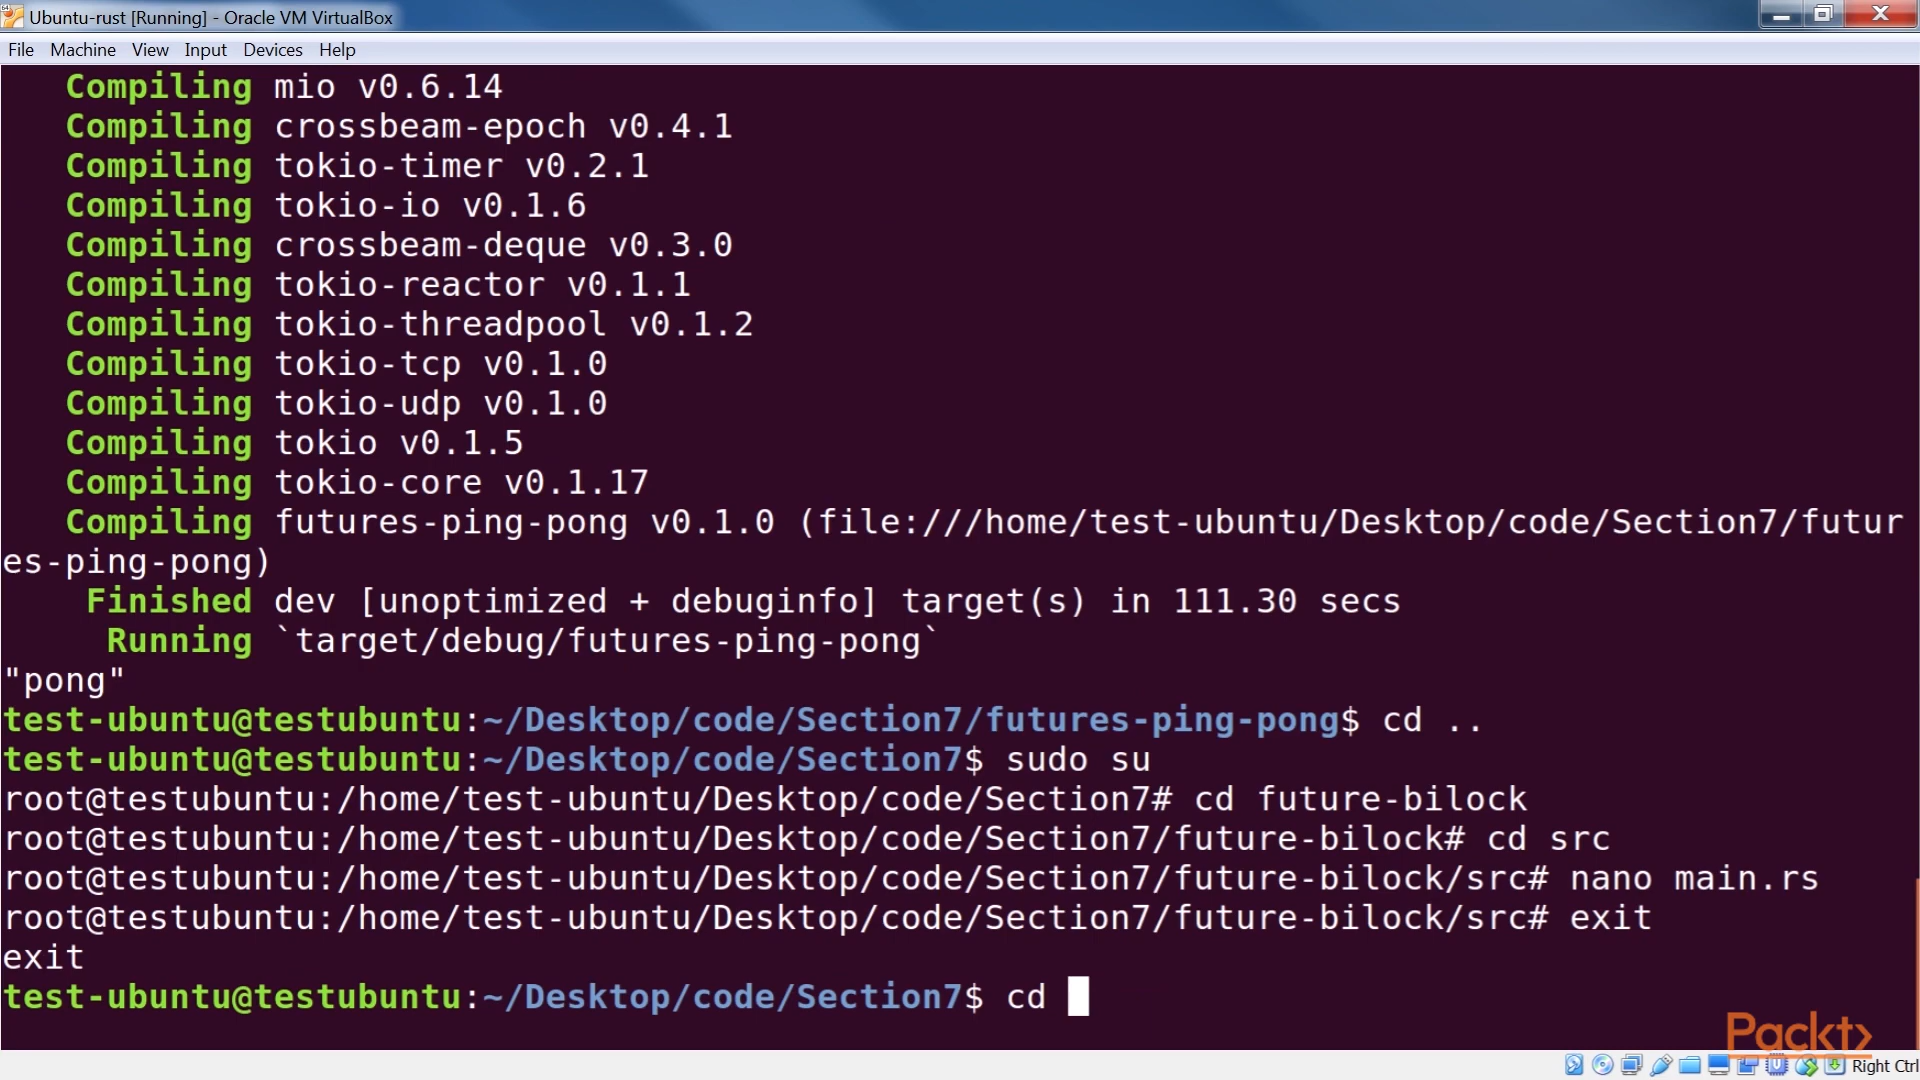 Ubuntu-rust [Running] - Oracle VM VirtualBox
File Machine View Input Devices Help
Compiling mio v0.6.14
Compiling crossbeam-epoch v0.4.1
Compiling tokio-timer v0.2.1
Compiling tokio-io v0.1.6
Compiling crossbeam-deque v0.3.0
Compiling tokio-reactor v0.1.1
Compiling tokio-threadpool v0.1.2
Compiling tokio-tcp v0.1.0
Compiling tokio-udp v0.1.0
Compiling tokio v0.1.5
Compiling tokio-core v0.1.17
Compiling futures-ping-pong v0.1.0 (file:///home/test-ubuntu/Desktop/code/Section7/futur
es-ping-pong)
Finished dev [unoptimized + debuginfo] target(s) in 111.30 secs
Running `target/debug/futures-ping-pong`
"pong"
test-ubuntu@testubuntu:~/Desktop/code/Section7/futures-ping-pong$ cd ..
test-ubuntu@testubuntu:~/Desktop/code/Section7$ sudo su
root@testubuntu:/home/test-ubuntu/Desktop/code/Section7# cd future-bilock
root@testubuntu:/home/test-ubuntu/Desktop/code/Section7/future-bilock# cd src
root@testubuntu:/home/test-ubuntu/Desktop/code/Section7/future-bilock/src# nano main.rs
root@testubuntu:/home/test-ubuntu/Desktop/code/Section7/future-bilock/src# exit
exit
test-ubuntu@testubuntu:~/Desktop/code/Section7$ cd
Packt>
Right Ctrl